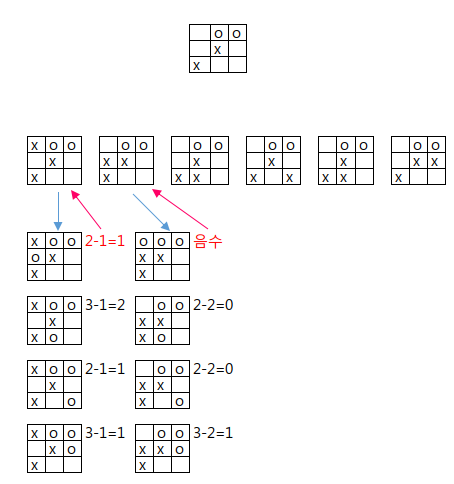 o o
x
x
x o o o o o o o o o o o o
x x x x x x x x
x x x x x x x x x
x o o 2-1=1 o o o 음수
o x x x
x x
x o o 3-1=2 o o 2-2=0
x x x
x o x o
x o o 2-1=1 o o 2-2=0
x x x
x o x o
x o o 3-1=1 o o 3-2=1
x o x x o
x x